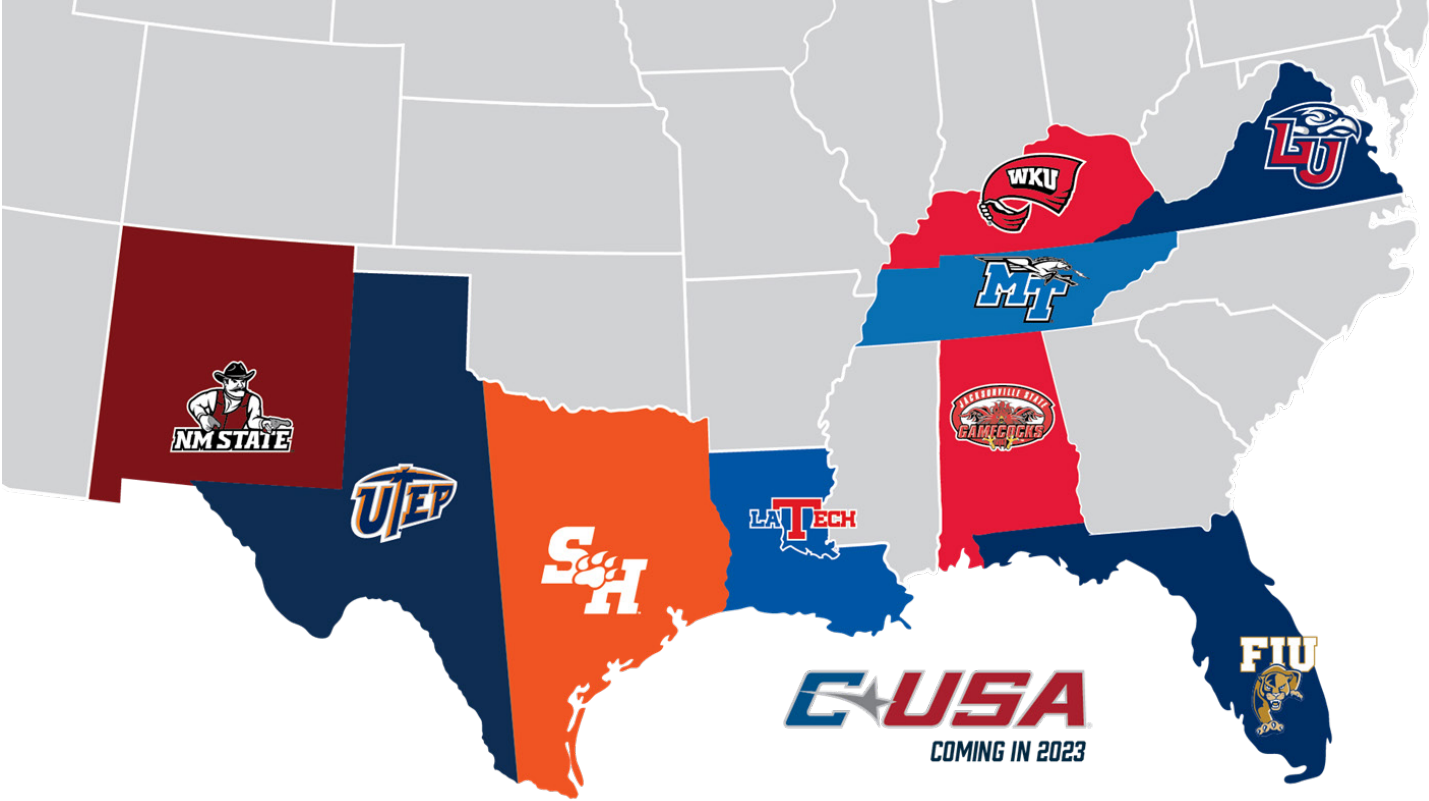 LU
WKU
MT
JACKSONVILLE STATE
GAMECOCKS
NM STATE
UTEP
SH
LA TECH
FIU
C USA
COMING IN 2023